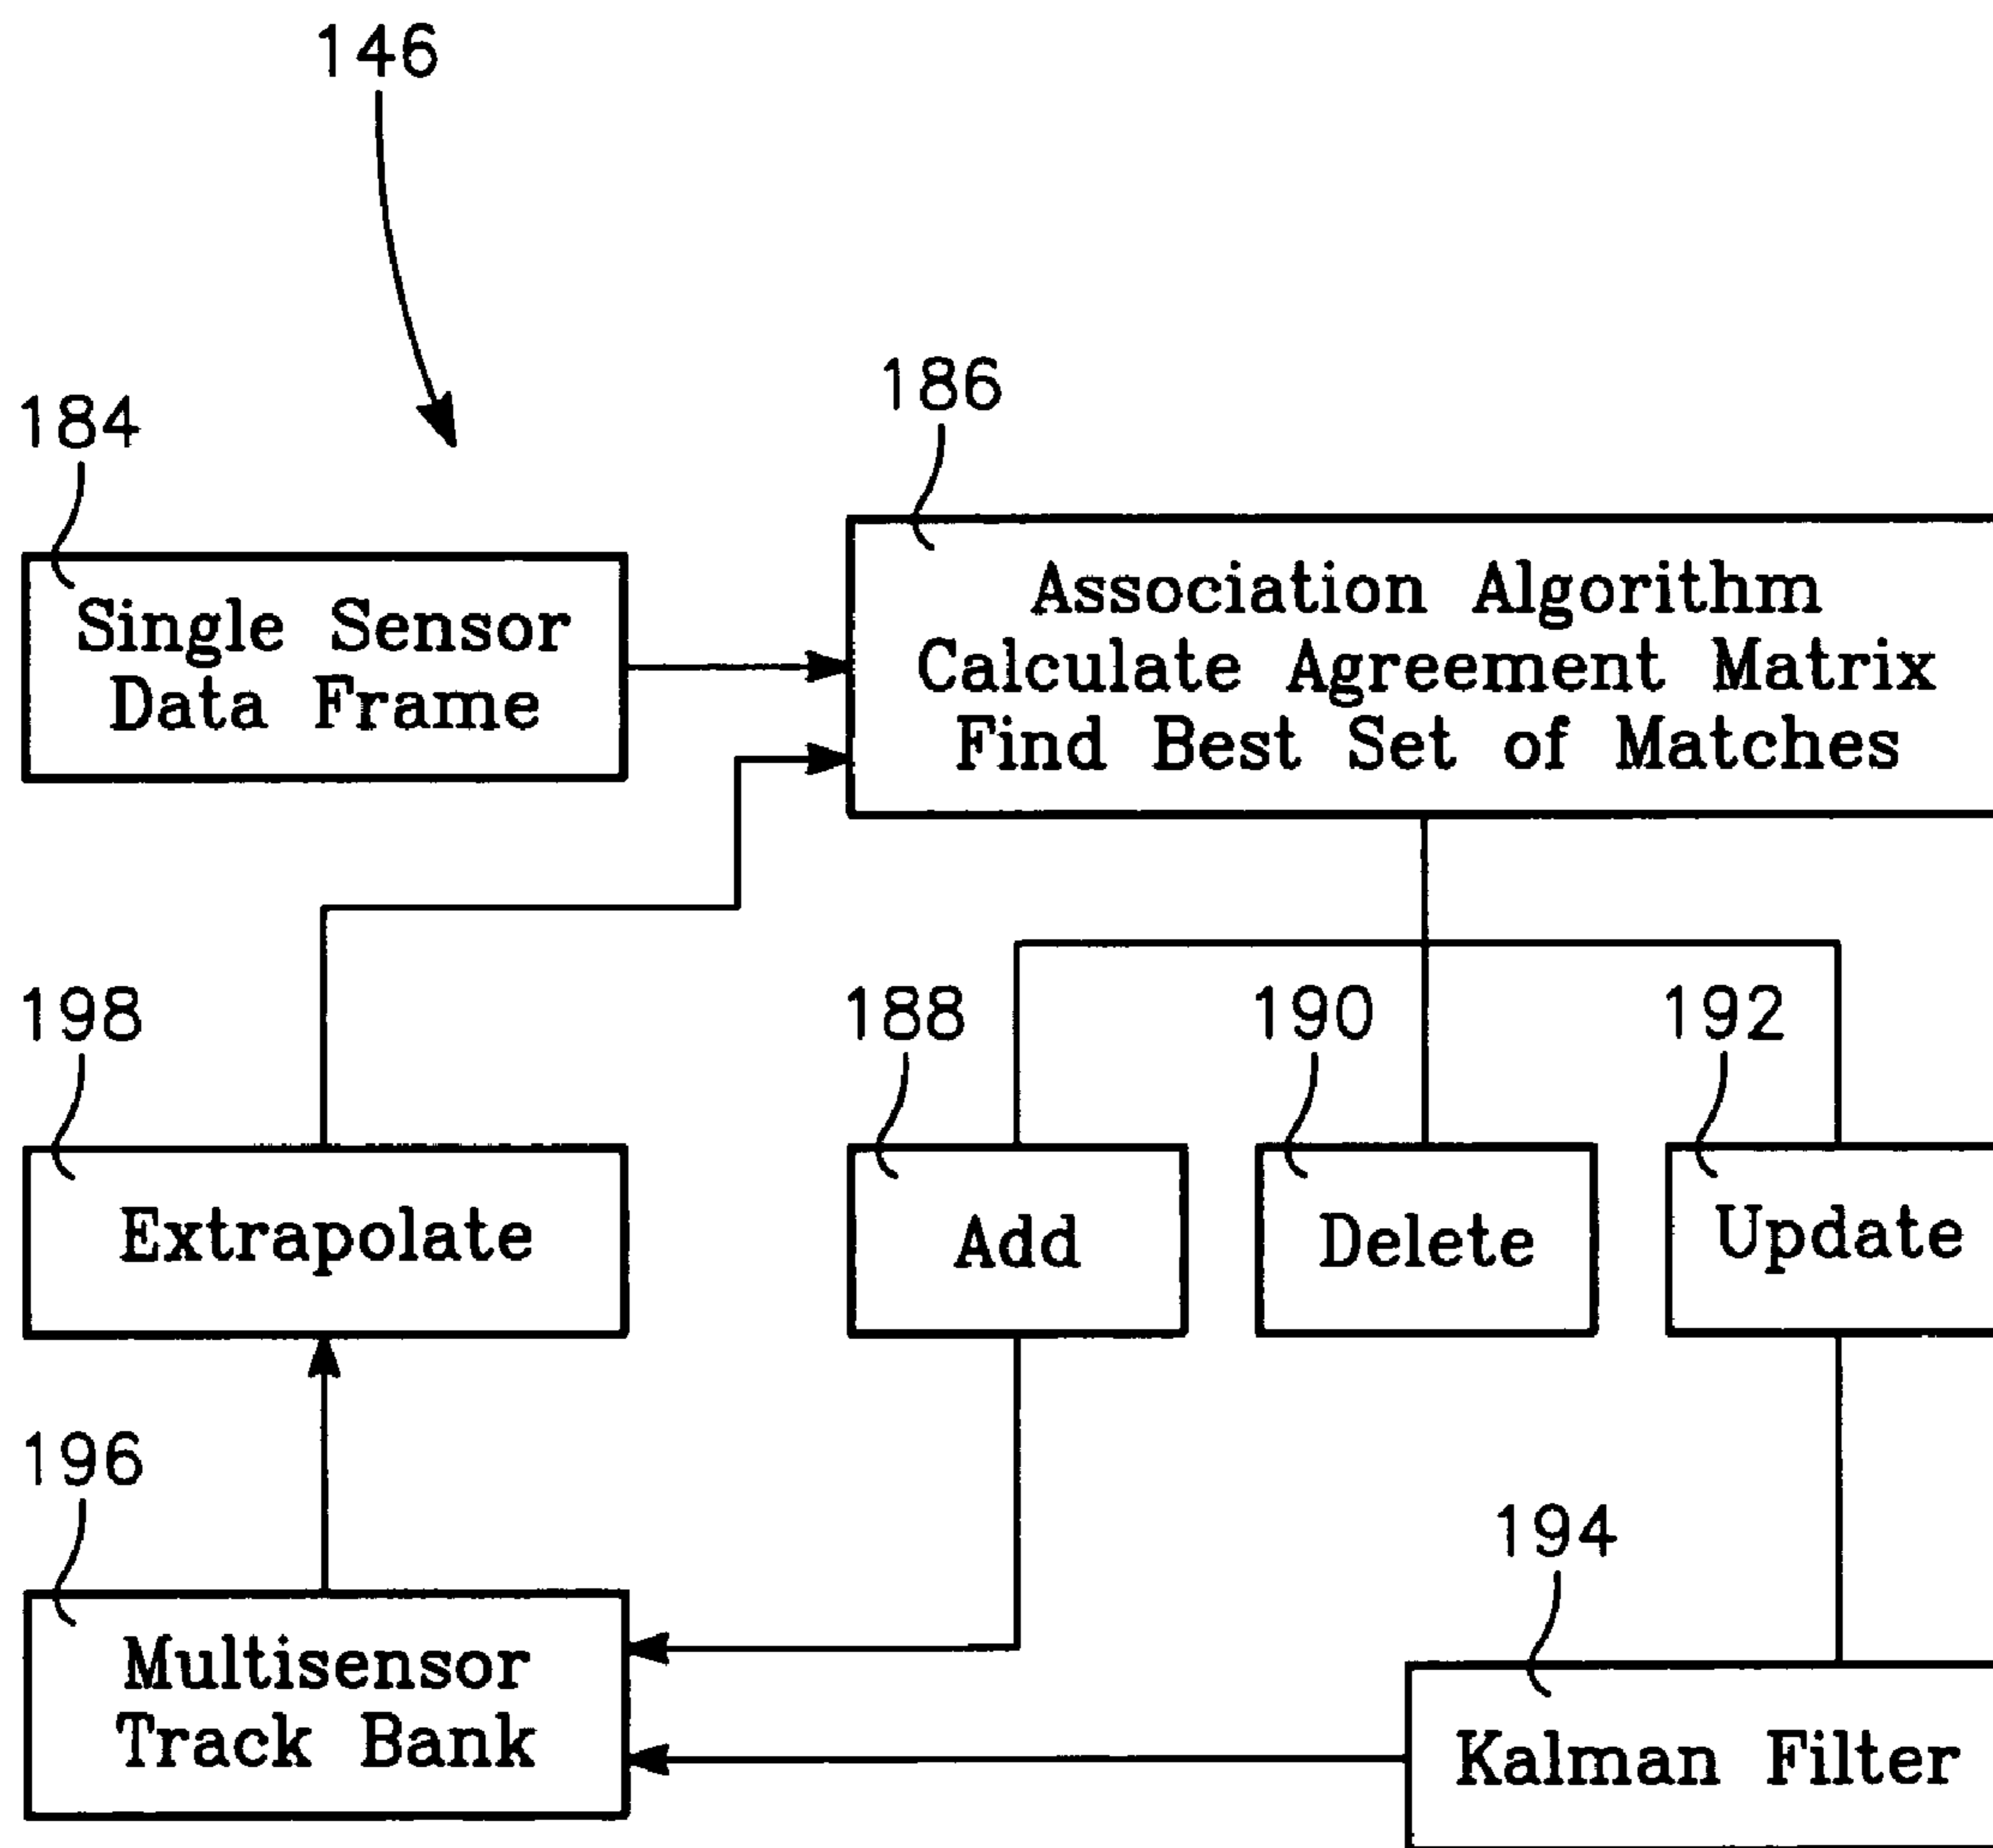 146
184
186
Single Sensor
Data Frame
Association Algorithm
Calculate Agreement Matrix
Find Best Set of Matches
198
188
190
192
Extrapolate
Add
Delete
Update
196
194
Multisensor
Track Bank
Kalman Filter